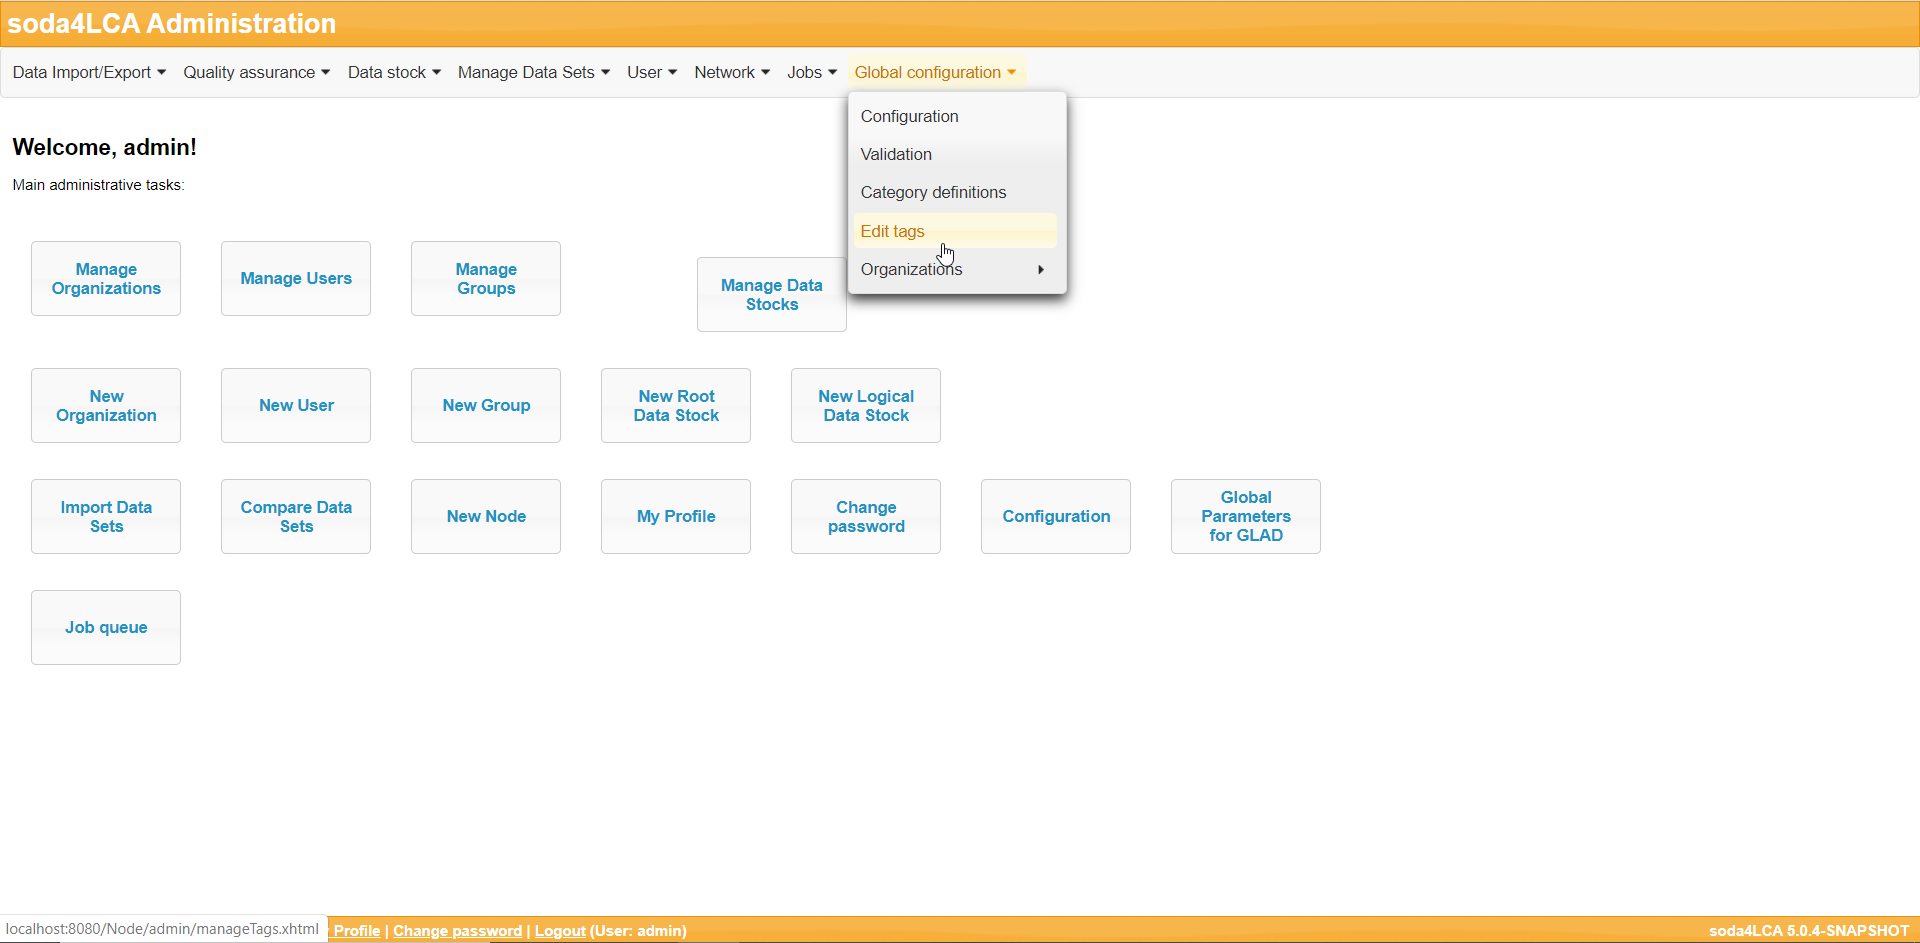 soda4LCA Administration
Data Import/Export Quality assurance Data stock Manage Data Sets User Network Jobs Global configuration
Configuration
Validation
Category definitions
Edit tags
Organizations
Welcome, admin!
Main administrative tasks:
Manage
Organizations
Manage Users
Manage
Groups
Manage Data
Stocks
New
Organization
New User
New Group
New Root
Data Stock
New Logical
Data Stock
Import Data
Sets
Compare Data
Sets
New Node
My Profile
Change
password
Configuration
Global
Parameters
for GLAD
Job queue
localhost:8080/Node/admin/manageTags.xhtml
Profile | Change password | Logout (User: admin)
soda4LCA 5.0.4-SNAPSHOT